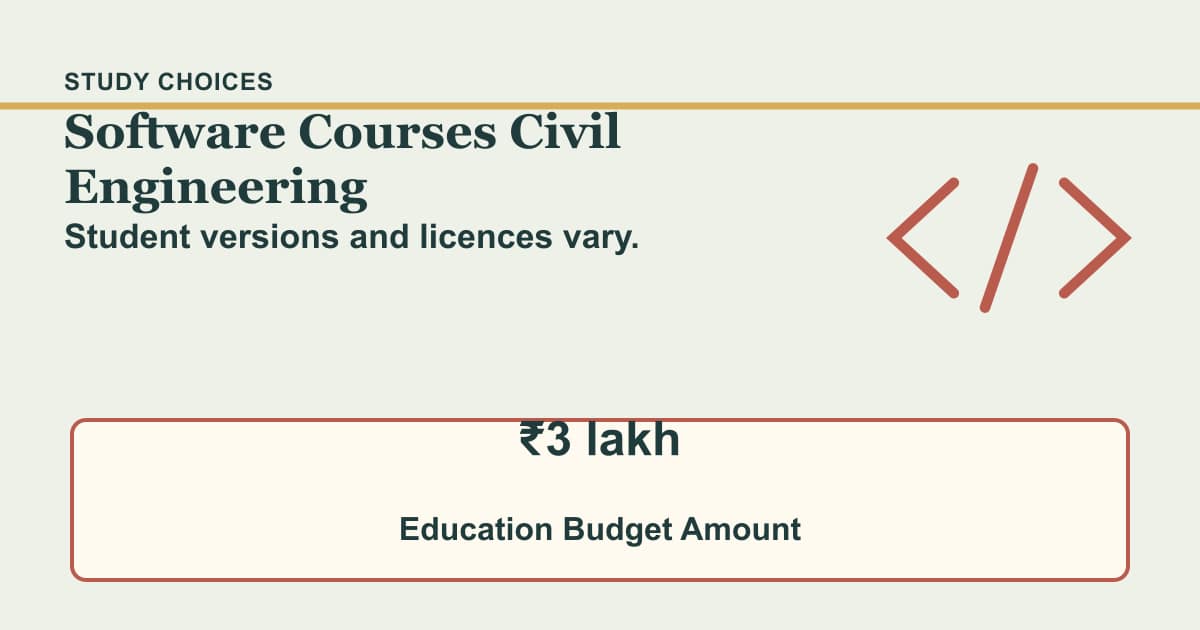 STUDY CHOICES
Software Courses Civil
Engineering
Student versions and licences vary.
₹3 lakh
Education Budget Amount